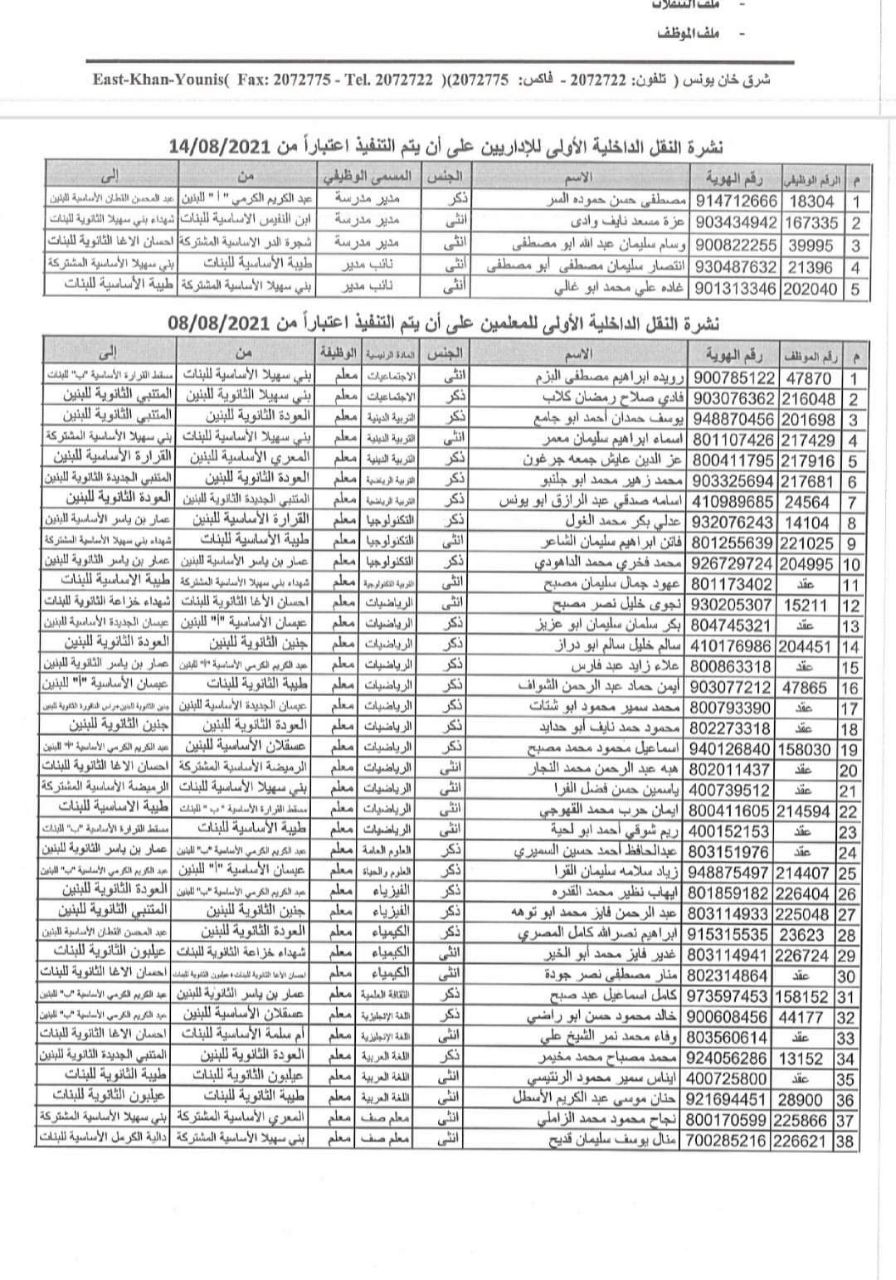 - ملف التنقلات
- ملف الموظف
شرق خان يونس ( تلفون: 2072722 - فاكس: 2072775)( East-Khan-Younis( Fax: 2072775 - Tel. 2072722
نشرة النقل الداخلية الأولى للإداريين على أن يتم التنفيذ اعتباراً من 14/08/2021
م الرقم الوظيفي رقم الهوية الاسم الجنس المسمى الوظيفي من إلى
1 18304 914712666 مصطفى حسن حموده السر ذكر مدير مدرسة عبد الكريم الكرمي "أ" للبنين عبد المحسن القطان الأساسية للبنين
2 167335 903434942 عزة مسعد نايف وادى انثى مدير مدرسة ابن النفيس الاساسية للبنات شهداء بني سهيلا الثانوية للبنات
3 39995 900822255 وسام سليمان عبد الله ابو مصطفى انثى مدير مدرسة شجرة الدر الاساسية المشتركة احسان الاغا الثانوية للبنات
4 21396 930487632 انتصار سليمان مصطفى أبو مصطفى أنثى نائب مدير طيبة الأساسية للبنات بني سهيلا الأساسية المشتركة
5 202040 901313346 غاده علي محمد ابو غالي أنثى نائب مدير بني سهيلا الأساسية المشتركة طيبة الأساسية للبنات
نشرة النقل الداخلية الأولى للمعلمين على أن يتم التنفيذ اعتباراً من 08/08/2021
م رقم الموظف رقم الهوية الاسم الجنس المادة الرئيسية الوظيفة من إلى
1 47870 900785122 رويده ابراهيم مصطفى البزم انثى الاجتماعيات معلم بني سهيلا الأساسية للبنات مسقط القرارة الأساسية "ب" للبنات
2 216048 903076362 فادي صلاح رمضان كلاب ذكر الاجتماعيات معلم بني سهيلا الثانوية للبنين المتنبي الثانوية للبنين
3 201698 948870456 يوسف حمدان أحمد ابو جامع ذكر التربية الدينية معلم العودة الثانوية للبنين المتنبي الثانوية للبنين
4 217429 801107426 اسماء ابراهيم سليمان معمر انثى التربية الدينية معلم بني سهيلا الأساسية للبنات بني سهيلا الأساسية المشتركة
5 217916 800411795 عز الدين عايش جمعه جرغون ذكر التربية الدينية معلم المعري الأساسية للبنين القرارة الأساسية للبنين
6 217681 903325694 محمد زهير محمد ابو جلنبو ذكر التربية الرياضية معلم العودة الثانوية للبنين المتنبي الجديدة الثانوية للبنين
7 24564 410989685 اسامه صدقي عبد الرازق ابو يونس ذكر التربية الرياضية معلم المتنبي الجديدة الثانوية للبنين العودة الثانوية للبنين
8 14104 932076243 عدلي بكر محمد الغول ذكر التكنولوجيا معلم القرارة الأساسية للبنين عمار بن ياسر الأساسية للبنين
9 221025 801255639 فاتن ابراهيم سليمان الشاعر انثى التكنولوجيا معلم طيبة الأساسية للبنات شهداء بني سهيلا الأساسية المشتركة
10 204995 926729724 محمد فخري محمد الداهودي ذكر التكنولوجيا معلم عمار بن ياسر الأساسية للبنين عمار بن ياسر الثانوية للبنين
11 عقد 801173402 عهود جمال سليمان مصبح أنثى التربية التكنولوجية معلم شهداء بني سهيلا الأساسية المشتركة طيبة الاساسية للبنات
12 15211 930205307 نجوى خليل نصر مصبح أنثى الرياضيات معلم احسان الأغا الثانوية للبنات شهداء خزاعة الثانوية للبنات
13 عقد 804745321 بكر سلمان سليمان ابو عزيز ذكر الرياضيات معلم عبسان الأساسية "أ" للبنين عبسان الجديدة الأساسية للبنين
14 204451 410176986 سالم خليل سالم ابو دراز ذكر الرياضيات معلم جنين الثانوية للبنين العودة الثانوية للبنين
15 عقد 800863318 علاء زايد عبد فارس ذكر الرياضيات معلم عبد الكريم الكرمي الأساسية "أ" للبنين عمار بن ياسر الثانوية للبنين
16 47865 903077212 أيمن حماد عبد الرحمن الشواف ذكر الرياضيات معلم طيبة الثانوية للبنات عبسان الأساسية "أ" للبنين
17 عقد 800793390 محمد سمير محمود ابو شتات ذكر الرياضيات معلم عبسان الجديدة الأساسية للبنين
18 عقد 802273318 محمود حمد نايف أبو حدايد ذكر الرياضيات معلم العودة الثانوية للبنين جنين الثانوية للبنين
19 158030 940126840 اسماعيل محمود محمد مصبح ذكر الرياضيات معلم عسقلان الأساسية للبنين عبد الكريم الكرمي الأساسية "أ" للبنين
20 عقد 802011437 هبه عبد الرحمن محمد النجار انثى الرياضيات معلم الرميضة الأساسية المشتركة احسان الاغا الثانوية للبنات
21 عقد 400739512 ياسمين حسن فضل الفرا انثى الرياضيات معلم بني سهيلا الأساسية للبنات الرميضة الأساسية المشتركة
22 214594 800411605 ايمان حرب محمد القهوجي انثى الرياضيات معلم مسقط القرارة الأساسية "ب" للبنات طيبة الاساسية للبنات
23 عقد 400152153 ريم شوقي أحمد ابو لحية أنثى الرياضيات معلم طيبة الأساسية للبنات مسقط القرارة الأساسية "ب" للبنات
24 عقد 803151976 عبدالحافظ أحمد حسين السميري ذكر العلوم العامة معلم عبد الكريم الكرمي الأساسية "ب" للبنين عمار بن ياسر الثانوية للبنين
25 214407 948875497 زياد سلامه سليمان القرا ذكر العلوم والحياة معلم عبسان الأساسية "أ" للبنين عبد الكريم الكرمي الأساسية "ب" للبنين
26 226404 801859182 ايهاب نظير محمد القدره ذكر الفيزياء معلم عبد الكريم الكرمي الأساسية "ب" للبنين العودة الثانوية للبنين
27 225048 803114933 عبد الرحمن فايز محمد ابو توهه ذكر الفيزياء معلم جنين الثانوية للبنين المتنبي الثانوية للبنين
28 23623 915315535 ابراهيم نصرالله كامل المصري ذكر الكيمياء معلم العودة الثانوية للبنين عبد المحسن القطان الأساسية للبنين
29 226724 803114941 غدير فايز محمد أبو الخير انثى الكيمياء معلم شهداء خزاعة الثانوية للبنات عيلبون الثانوية للبنات
30 عقد 802314864 منار مصطفى نصر جودة انثى الكيمياء معلم احسان الأغا الثانوية للبنات+عيلبون الثانوية للبنات احسان الاغا الثانوية للبنات
31 158152 973597453 كامل اسماعيل عبد صبح ذكر الثقافة العلمية معلم عمار بن ياسر الثانوية للبنين عبد الكريم الكرمي الأساسية "ب" للبنين
32 44177 900608456 خالد محمود حسن ابو راضي ذكر اللغة الإنجليزية معلم عسقلان الأساسية للبنين عبد الكريم الكرمي الأساسية "ب" للبنين
33 عقد 803560614 وفاء محمد نمر الشيخ علي أنثى اللغة الإنجليزية معلم أم سلمة الأساسية للبنات احسان الاغا الثانوية للبنات
34 13152 924056286 محمد مصباح محمد مخيمر ذكر اللغة العربية معلم العودة الثانوية للبنين المتنبي الجديدة الثانوية للبنين
35 عقد 400725800 ايناس سمير محمود الرنتيسي انثى اللغة العربية معلم عيلبون الثانوية للبنات طيبة الثانوية للبنات
36 28900 921694451 حنان موسى عبد الكريم الأسطل انثى اللغة العربية معلم طيبة الثانوية للبنات عيلبون الثانوية للبنات
37 225866 800170599 نجاح محمود محمد الزاملي انثى معلم صف معلم المعري الأساسية المشتركة بني سهيلا الأساسية المشتركة
38 226621 700285216 منال يوسف سليمان قديح انثى معلم صف معلم بني سهيلا الأساسية المشتركة دالية الكرمل الأساسية للبنات